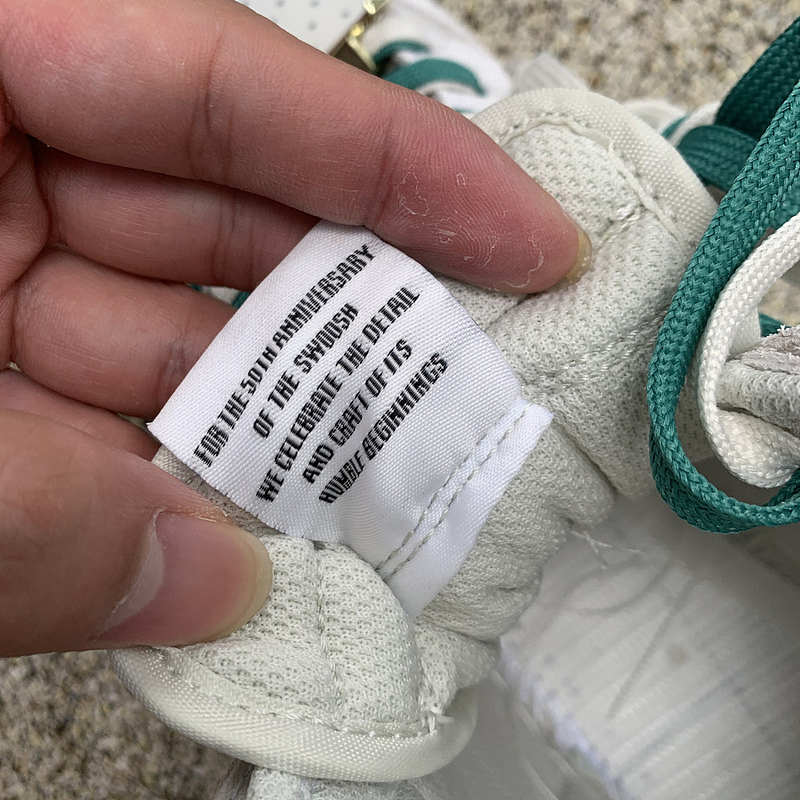 FOR THE 50TH ANNIVERSARY
OF THE SWOOSH
WE CELEBRATE THE DETAIL
AND CRAFT OF ITS
HUMBLE BEGINNINGS